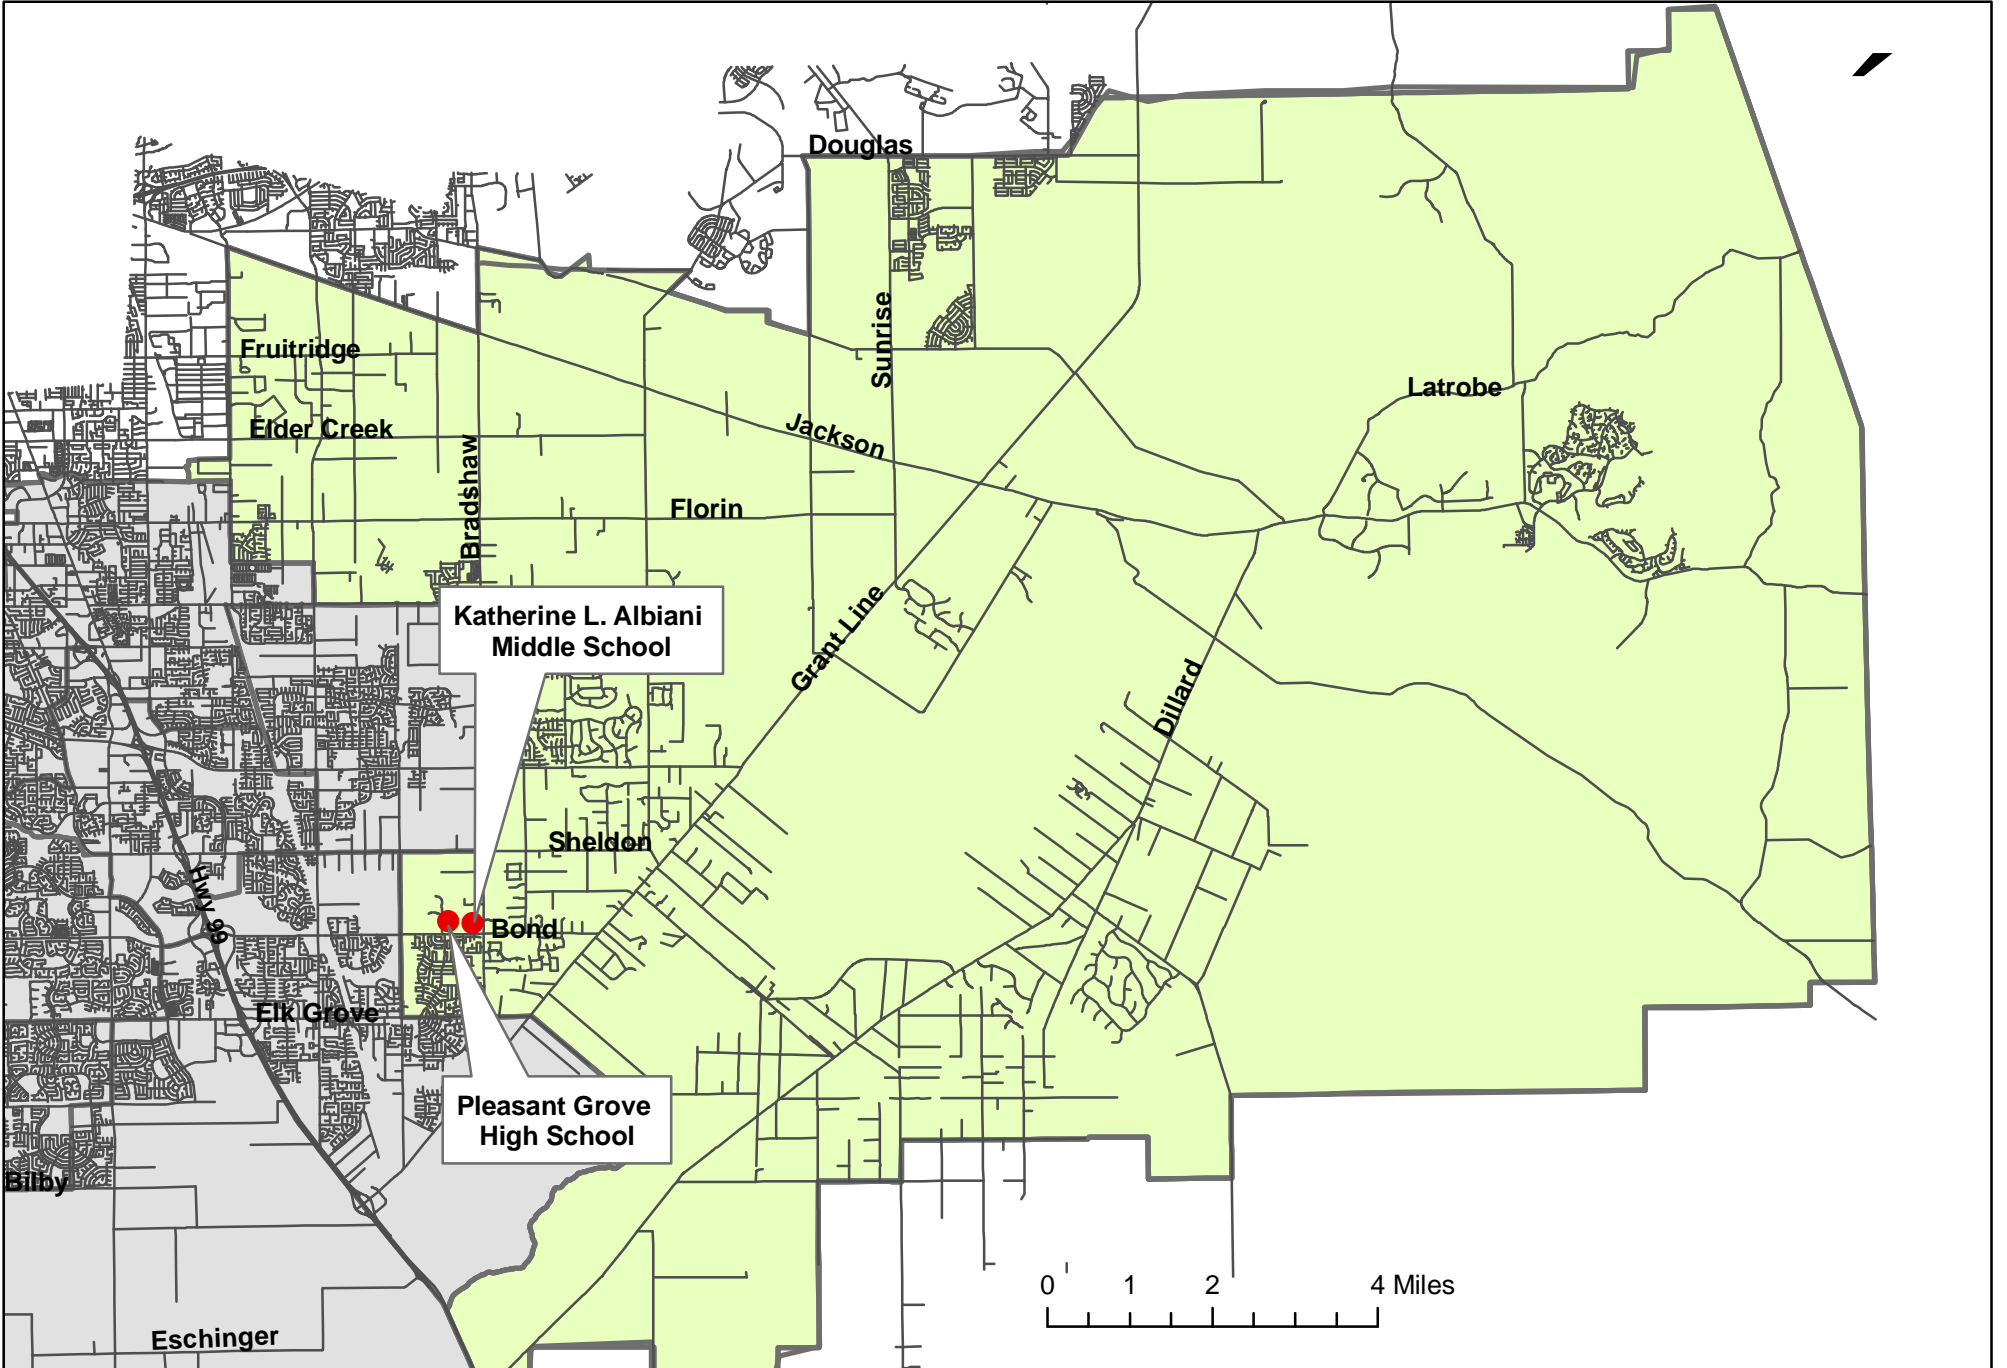 Douglas
Sunrise
Fruitridge
Latrobe
Elder Creek
Jackson
Bradshaw
Florin
Katherine L. Albiani
Middle School
Grant Line
Dillard
Sheldon
Hwy 99
Bond
Elk Grove
Pleasant Grove
High School
Bilby
0 1 2 4 Miles
Eschinger